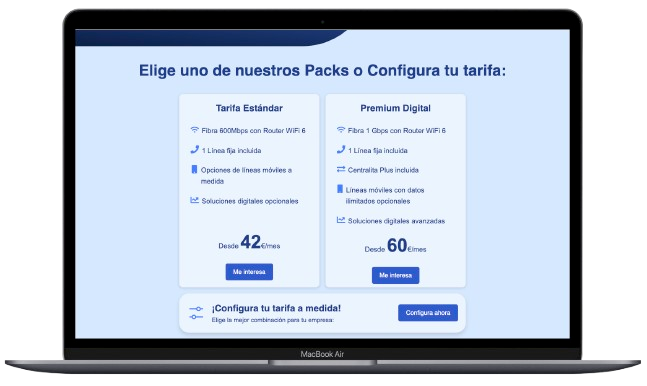 Elige uno de nuestros Packs o Configura tu tarifa:
Tarifa Estándar
Fibra 600Mbps con Router WiFi 6
1 Línea fija incluida
Opciones de líneas móviles a
medida
Soluciones digitales opcionales
Desde 42€/mes
Me interesa
Premium Digital
Fibra 1 Gbps con Router WiFi 6
1 Línea fija incluida
Centralita Plus incluida
Líneas móviles con datos
ilimitados opcionales
Soluciones digitales avanzadas
Desde 60€/mes
Me interesa
¡Configura tu tarifa a medida!
Elige la mejor combinación para tu empresa:
Configura ahora
MacBook Air